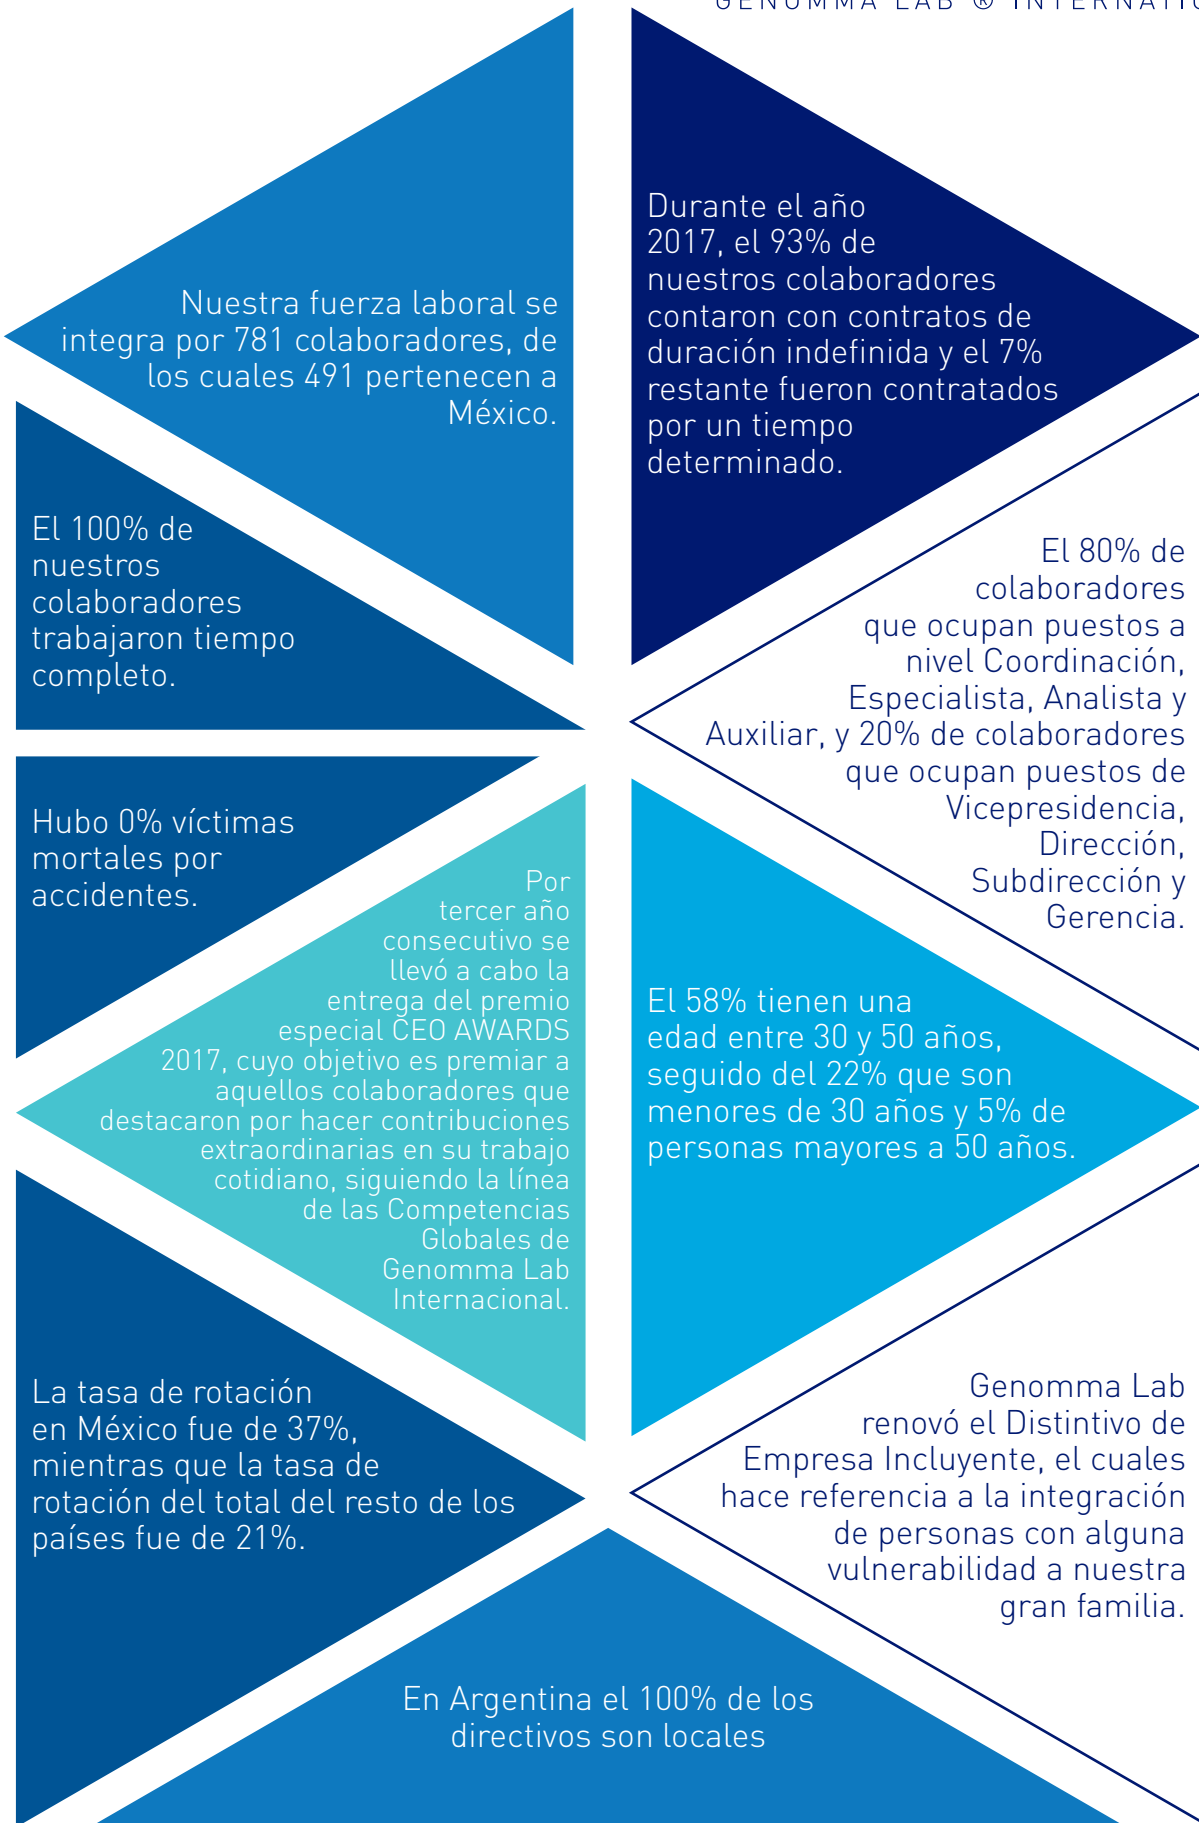 GENOMMA LAB ® INTERNATIO
Nuestra fuerza laboral se
integra por 781 colaboradores, de
los cuales 491 pertenecen a
México.
Durante el año
2017, el 93% de
nuestros colaboradores
contaron con contratos de
duración indefinida y el 7%
restante fueron contratados
por un tiempo
determinado.
El 100% de
nuestros
colaboradores
trabajaron tiempo
completo.
El 80% de
colaboradores
que ocupan puestos a
nivel Coordinación,
Especialista, Analista y
Auxiliar, y 20% de colaboradores
que ocupan puestos de
Vicepresidencia,
Dirección,
Subdirección y
Gerencia.
Hubo 0% víctimas
mortales por
accidentes.
Por
tercer año
consecutivo se
llevó a cabo la
entrega del premio
especial CEO AWARDS
2017, cuyo objetivo es premiar a
aquellos colaboradores que
destacaron por hacer contribuciones
extraordinarias en su trabajo
cotidiano, siguiendo la línea
de las Competencias
Globales de
Genomma Lab
Internacional.
El 58% tienen una
edad entre 30 y 50 años,
seguido del 22% que son
menores de 30 años y 5% de
personas mayores a 50 años.
La tasa de rotación
en México fue de 37%,
mientras que la tasa de
rotación del total del resto de los
países fue de 21%.
Genomma Lab
renovó el Distintivo de
Empresa Incluyente, el cuales
hace referencia a la integración
de personas con alguna
vulnerabilidad a nuestra
gran familia.
En Argentina el 100% de los
directivos son locales